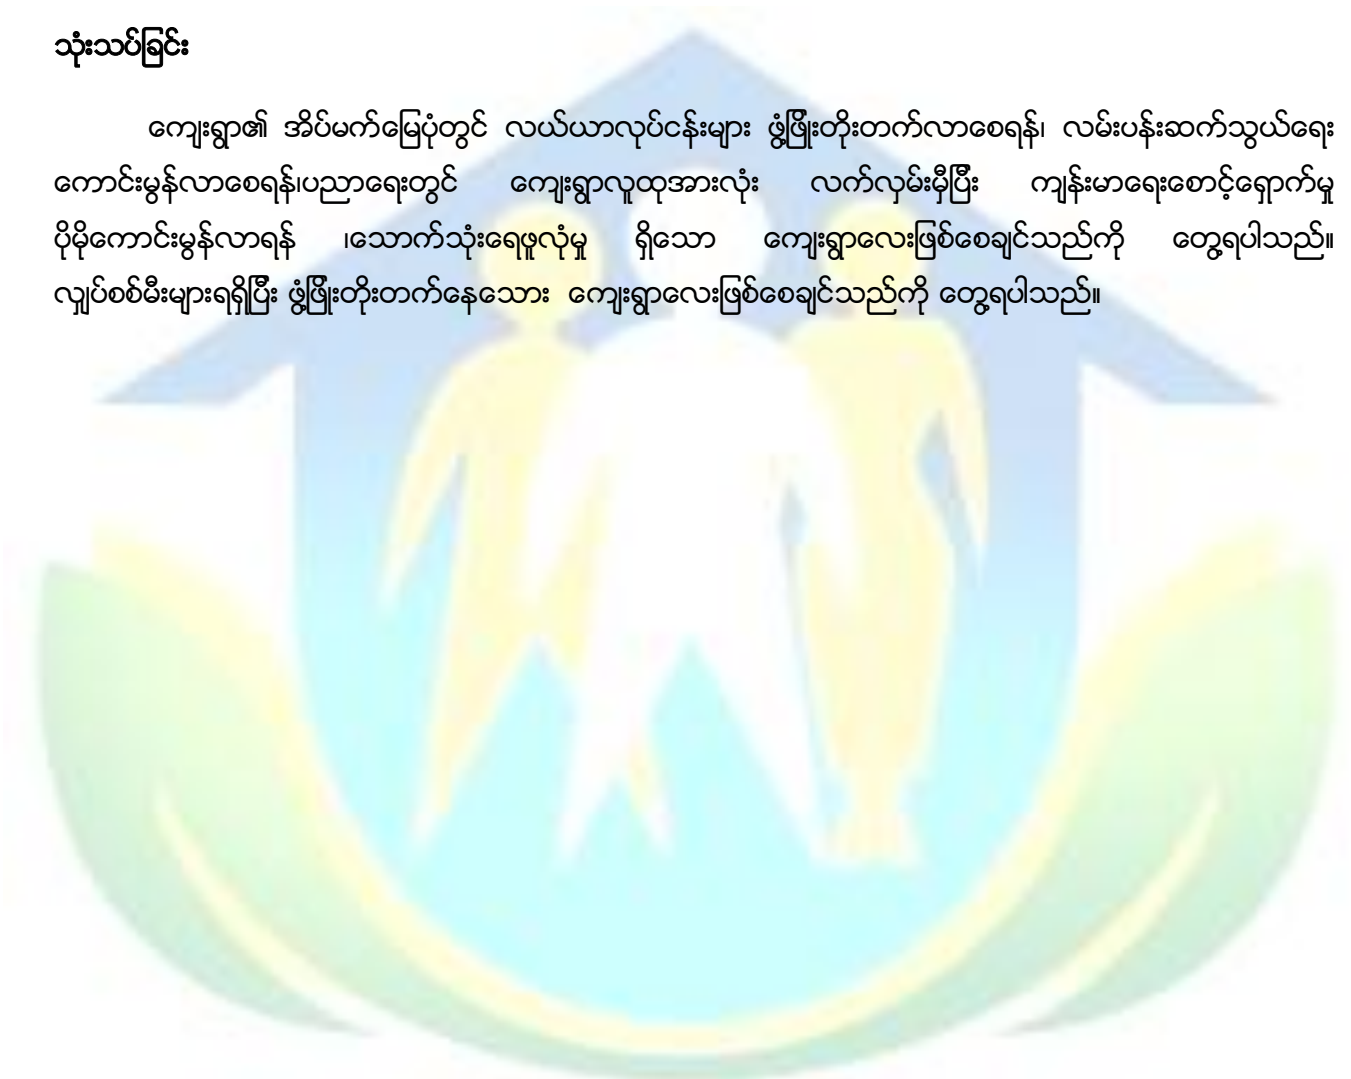 သုံးသပ်ခြင်း
ကျေးရွာ၏ အိပ်မက်မြေပုံတွင် လယ်ယာလုပ်ငန်းများ ဖွံ့ဖြိုးတိုးတက်လာစေရန်၊ လမ်းပန်းဆက်သွယ်ရေး
ကောင်းမွန်လာစေရန်၊ပညာရေးတွင် ကျေးရွာလူထုအားလုံး လက်လှမ်းမှီပြီး ကျန်းမာရေးစောင့်ရှောက်မှု
ပိုမိုကောင်းမွန်လာရန် ၊သောက်သုံးရေဖူလုံမှု ရှိသော ကျေးရွာလေးဖြစ်စေချင်သည်ကို တွေ့ရပါသည်။
လျှပ်စစ်မီးများရရှိပြီး ဖွံ့ဖြိုးတိုးတက်နေသေား ကျေးရွာလေးဖြစ်စေချင်သည်ကို တွေ့ရပါသည်။